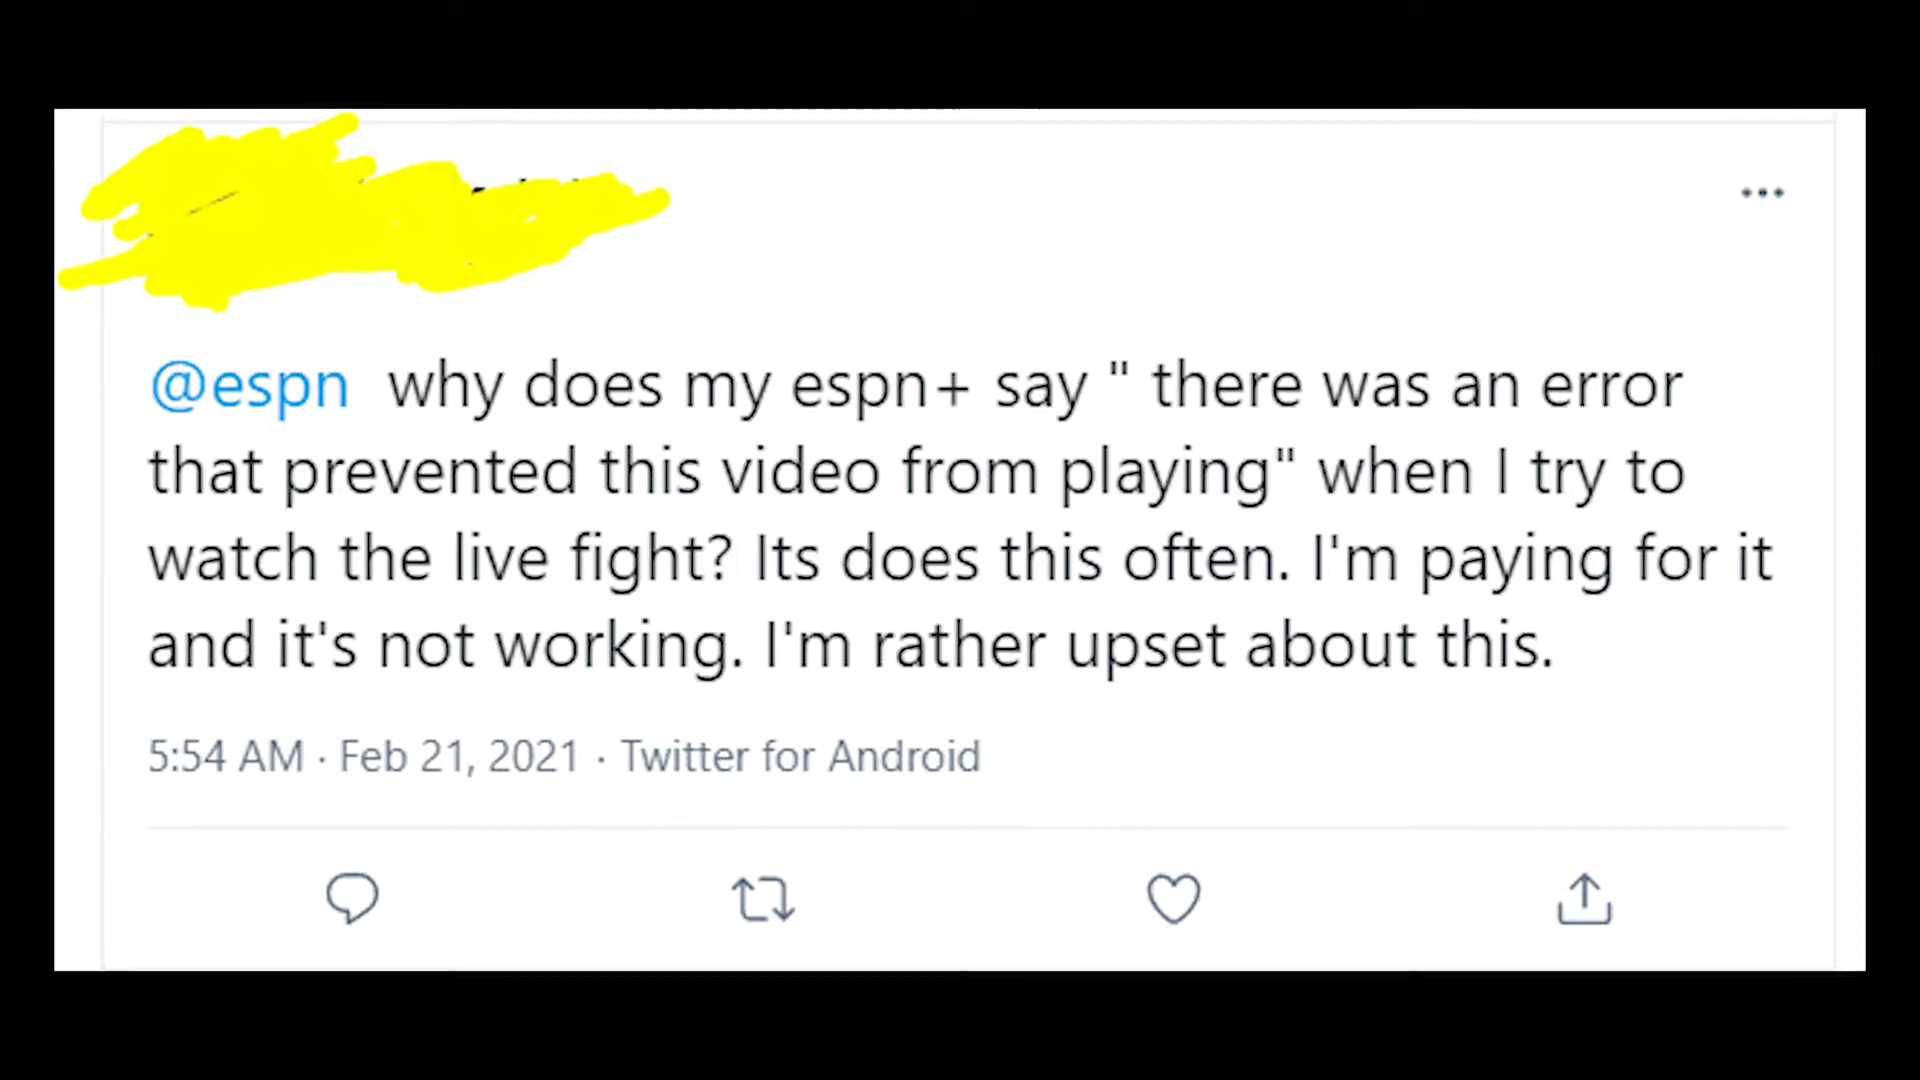 @espn why does my espn+ say " there was an error
that prevented this video from playing" when I try to
watch the live fight? Its does this often. I'm paying for it
and it's not working. I'm rather upset about this.
5:54 AM · Feb 21, 2021 · Twitter for Android